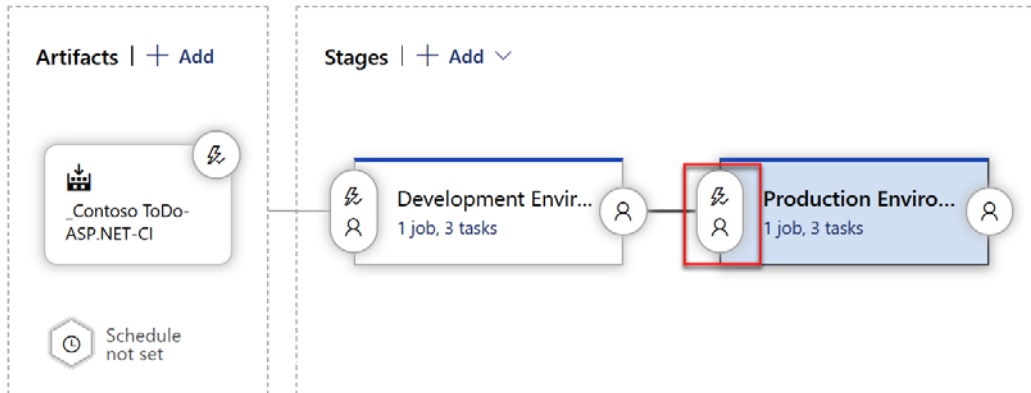 Artifacts | + Add
_Contoso ToDo-
ASP.NET-CI
Schedule
not set
Stages | + Add
Development Envir...
1 job, 3 tasks
Production Enviro...
1 job, 3 tasks